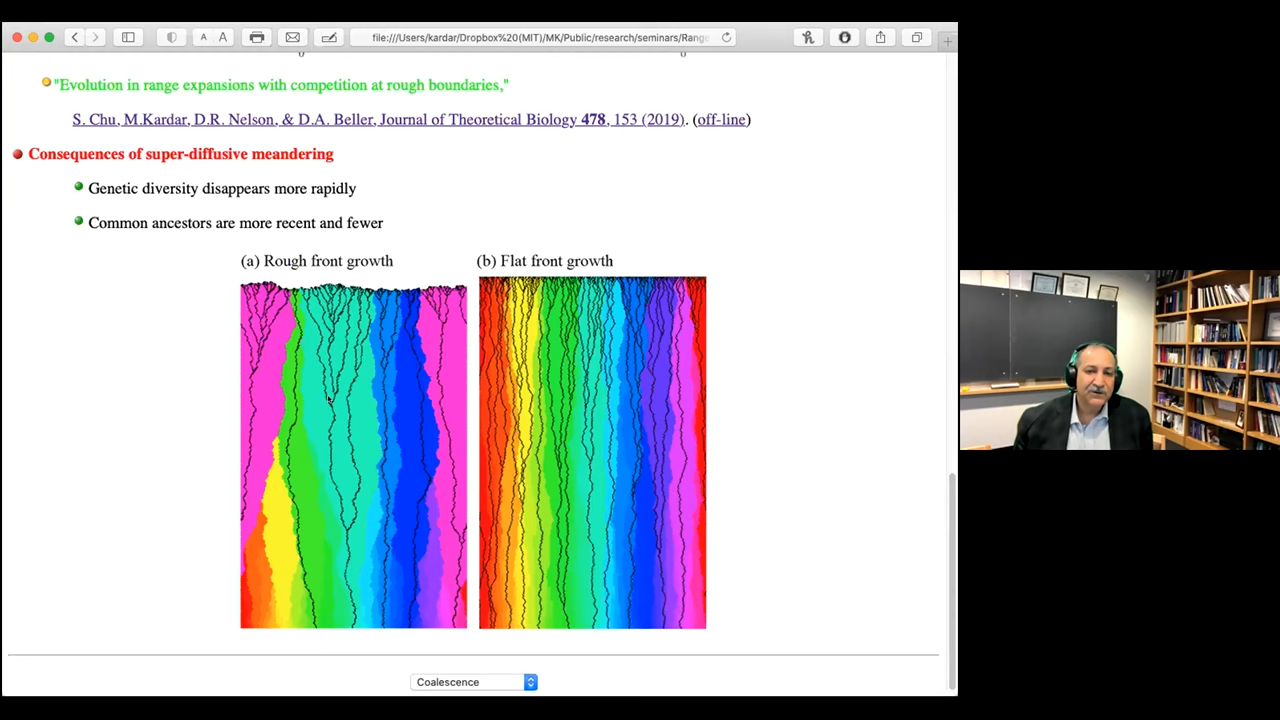 A A
file:///Users/kardar/Dropbox%20(MIT)/MK/Public/research/seminars/Range
"Evolution in range expansions with competition at rough boundaries,"
S. Chu, M.Kardar, D.R. Nelson, & D.A. Beller, Journal of Theoretical Biology 478, 153 (2019). (off-line)
Consequences of super-diffusive meandering
Genetic diversity disappears more rapidly
Common ancestors are more recent and fewer
(a) Rough front growth (b) Flat front growth
Coalescence